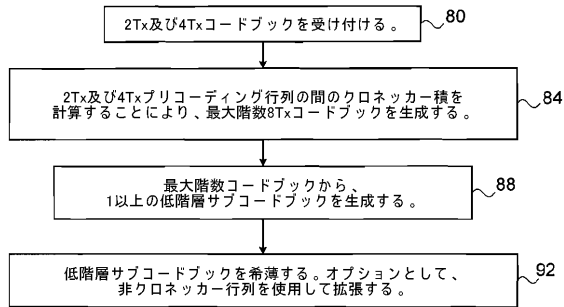 2Tx及び4Txコードブックを受け付ける。
80
2Tx及び4Txプリコーディング行列の間のクロネッカー積を
計算することにより、最大階数8Txコードブックを生成する。
84
最大階数コードブックから、
1以上の低階層サブコードブックを生成する。
88
低階層サブコードブックを希薄する。オプションとして、
非クロネッカー行列を使用して拡張する。
92